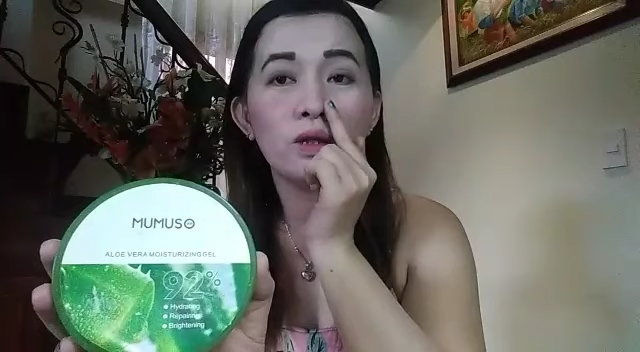 MUMUSO
ALOE VERA MOISTURIZING GEL
92%
Hydrating
Repairing
Brightening